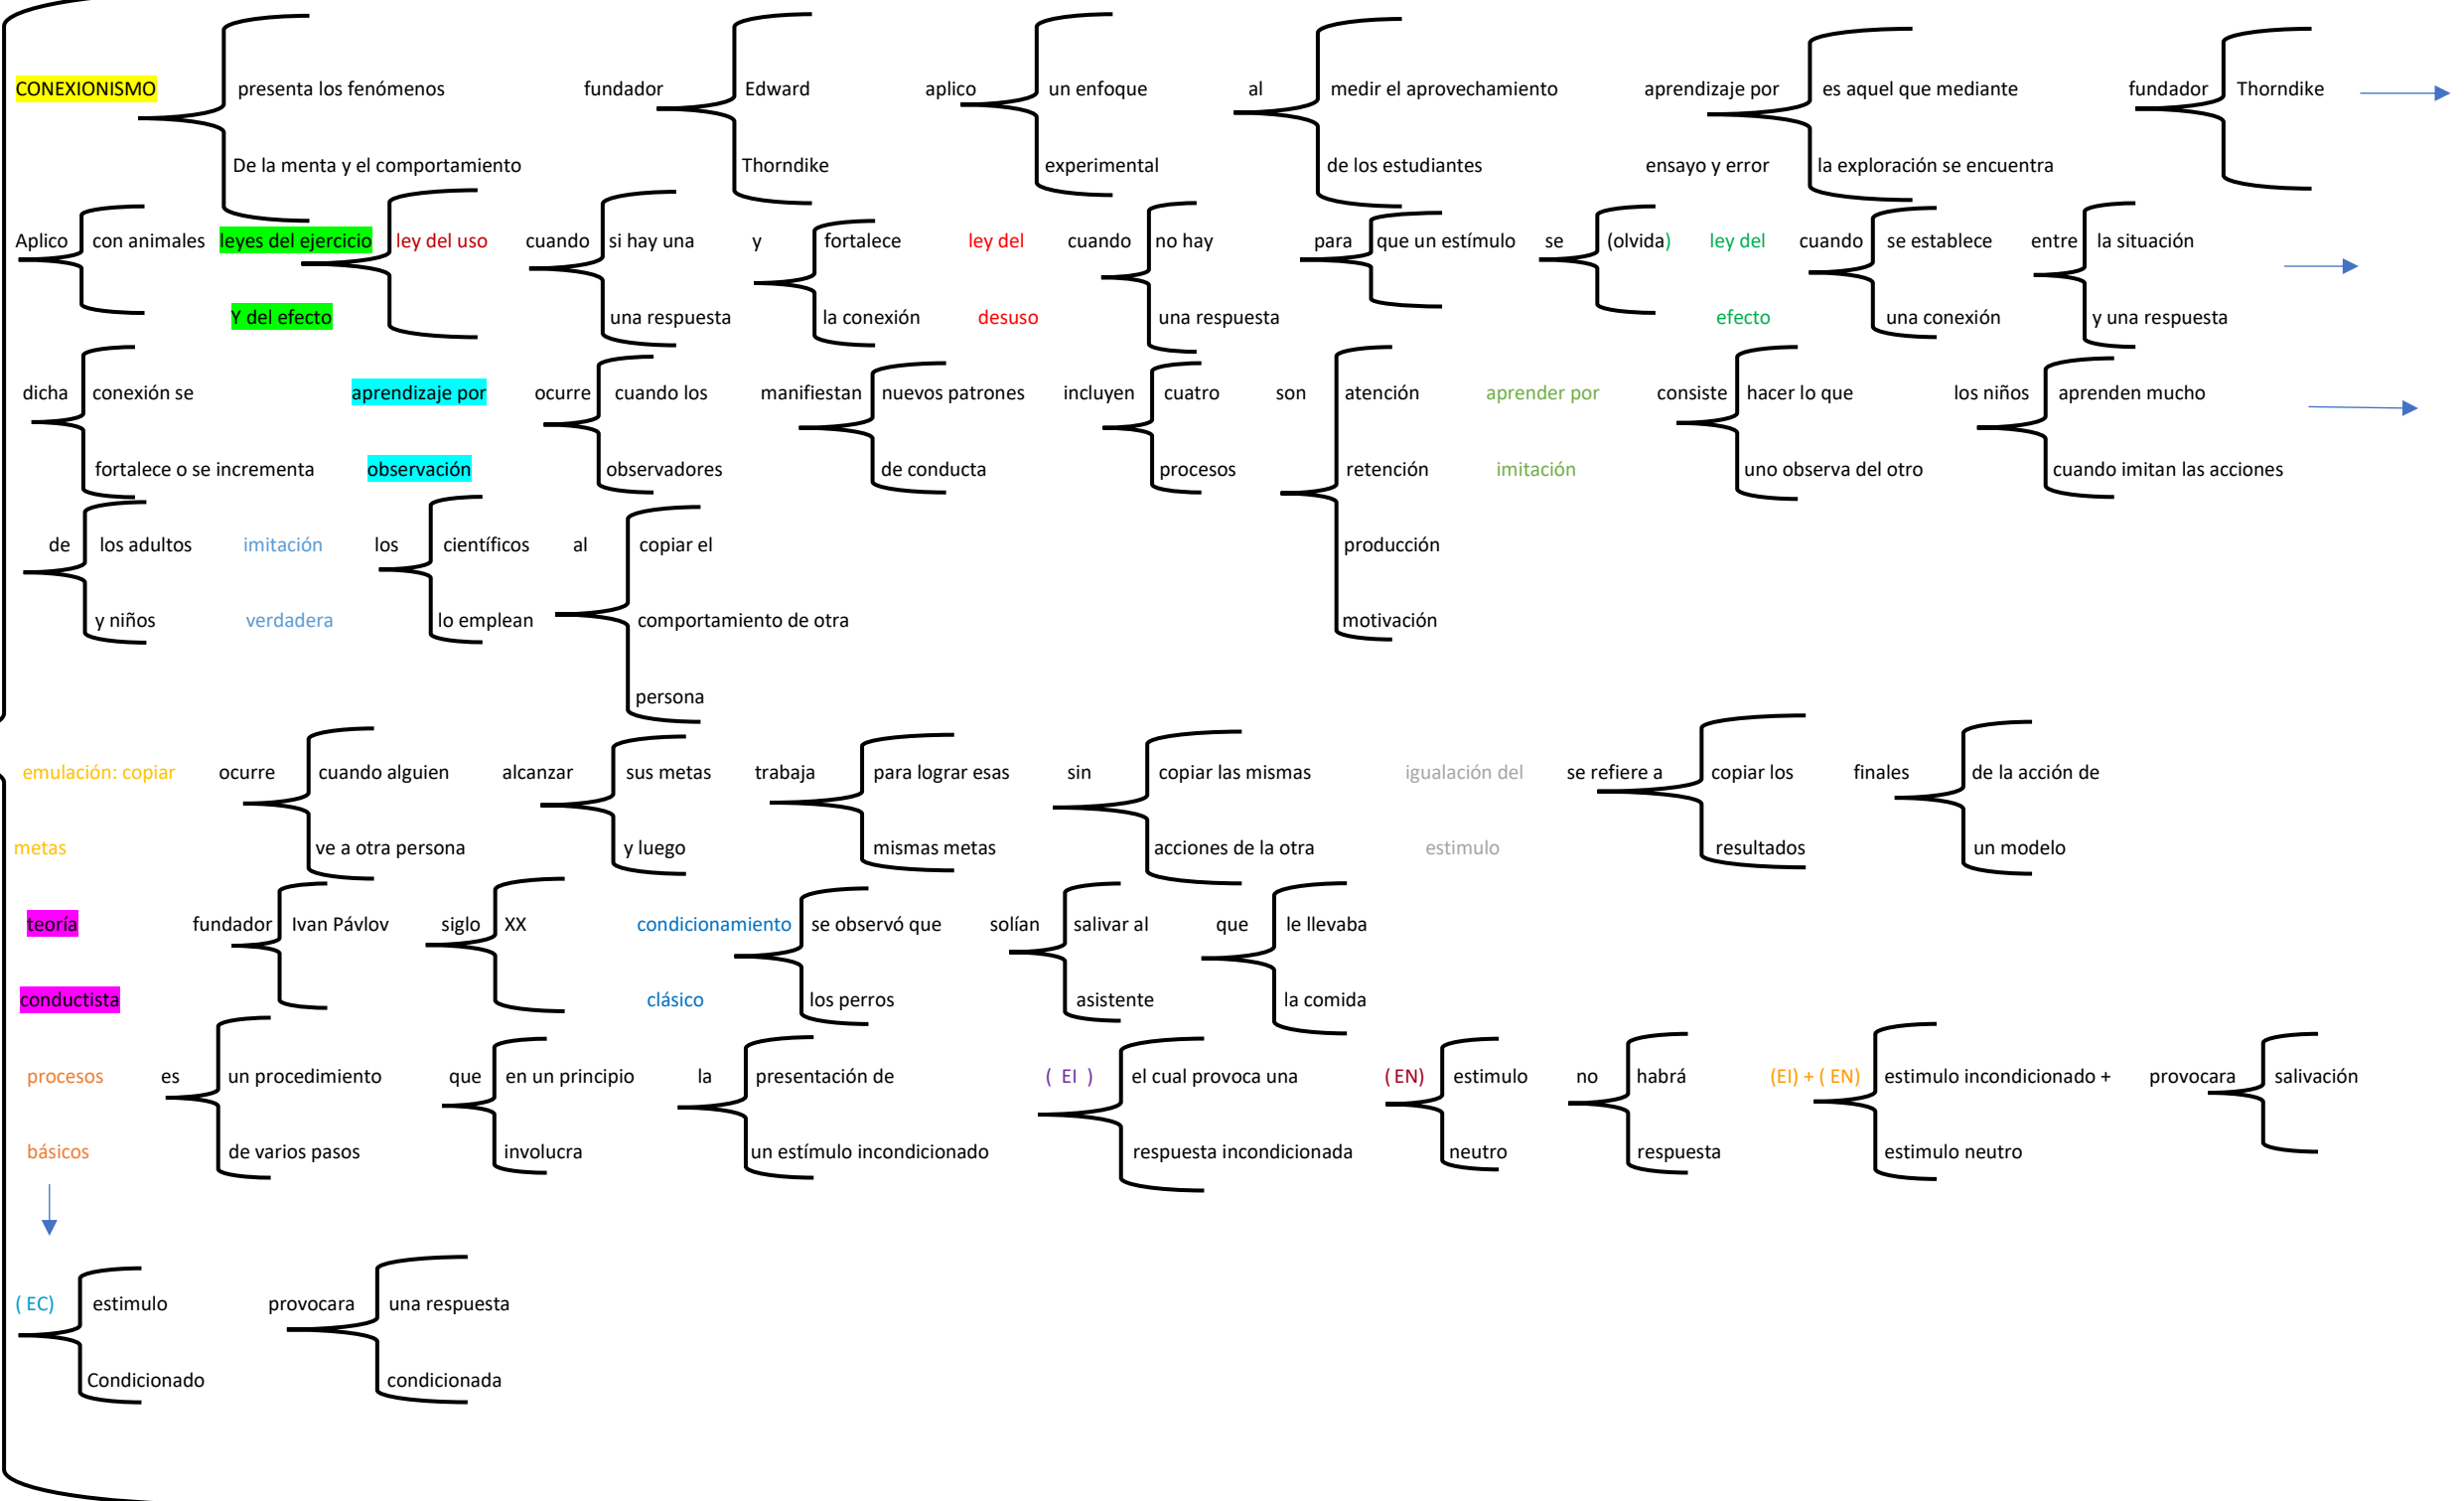 CONEXIONISMO presenta los fenómenos fundador Edward aplico un enfoque al medir el aprovechamiento aprendizaje por es aquel que mediante fundador Thorndike
De la menta y el comportamiento Thorndike experimental de los estudiantes ensayo y error la exploración se encuentra
Aplico con animales leyes del ejercicio ley del uso cuando si hay una y fortalece ley del cuando no hay para que un estímulo se (olvida) ley del cuando se establece entre la situación
Y del efecto una respuesta la conexión desuso una respuesta efecto una conexión y una respuesta
dicha conexión se aprendizaje por ocurre cuando los manifiestan nuevos patrones incluyen cuatro son atención aprender por consiste hacer lo que los niños aprenden mucho
fortalece o se incrementa observación observadores de conducta procesos retención imitación uno observa del otro cuando imitan las acciones
de los adultos imitación los científicos al copiar el producción
y niños verdadera lo emplean comportamiento de otra motivación
persona
emulación: copiar ocurre cuando alguien alcanzar sus metas trabaja para lograr esas sin copiar las mismas igualación del se refiere a copiar los finales de la acción de
metas ve a otra persona y luego mismas metas acciones de la otra estimulo resultados un modelo
teoría fundador Ivan Pávlov siglo XX condicionamiento se observó que solían salivar al que le llevaba
conductista clásico los perros asistente la comida
procesos es un procedimiento que en un principio la presentación de ( EI ) el cual provoca una ( EN) estimulo no habrá (EI) + ( EN) estimulo incondicionado + provocara salivación
básicos de varios pasos involucra un estímulo incondicionado respuesta incondicionada neutro respuesta estimulo neutro
( EC) estimulo provocara una respuesta
Condicionado condicionada